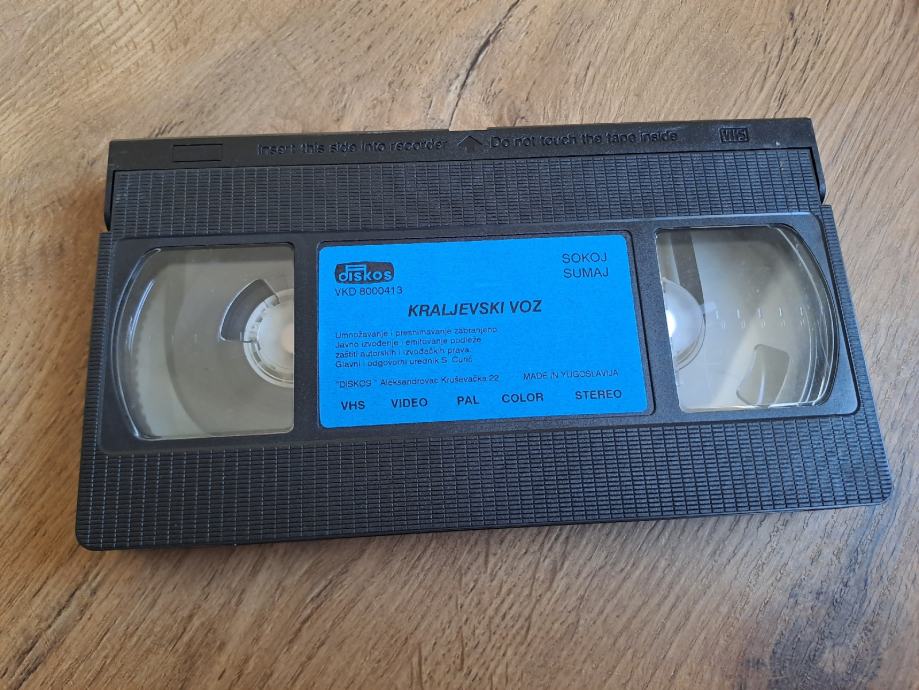 Insert this side into recorder Do not touch the tape inside VHS
diskos
SOKOJ
SUMAJ
VKD 8000413
KRALJEVSKI VOZ
Umnožavanje i presnimavanje zabranjeno.
Javno izvođenje i emitovanje podleže
zaštiti autorskih i izvođačkih prava.
Glavni i odgovorni urednik S. Ćurić
"DISKOS" Aleksandrovac Kruševačka 22 MADE IN YUGOSLAVIJA
VHS VIDEO PAL COLOR STEREO